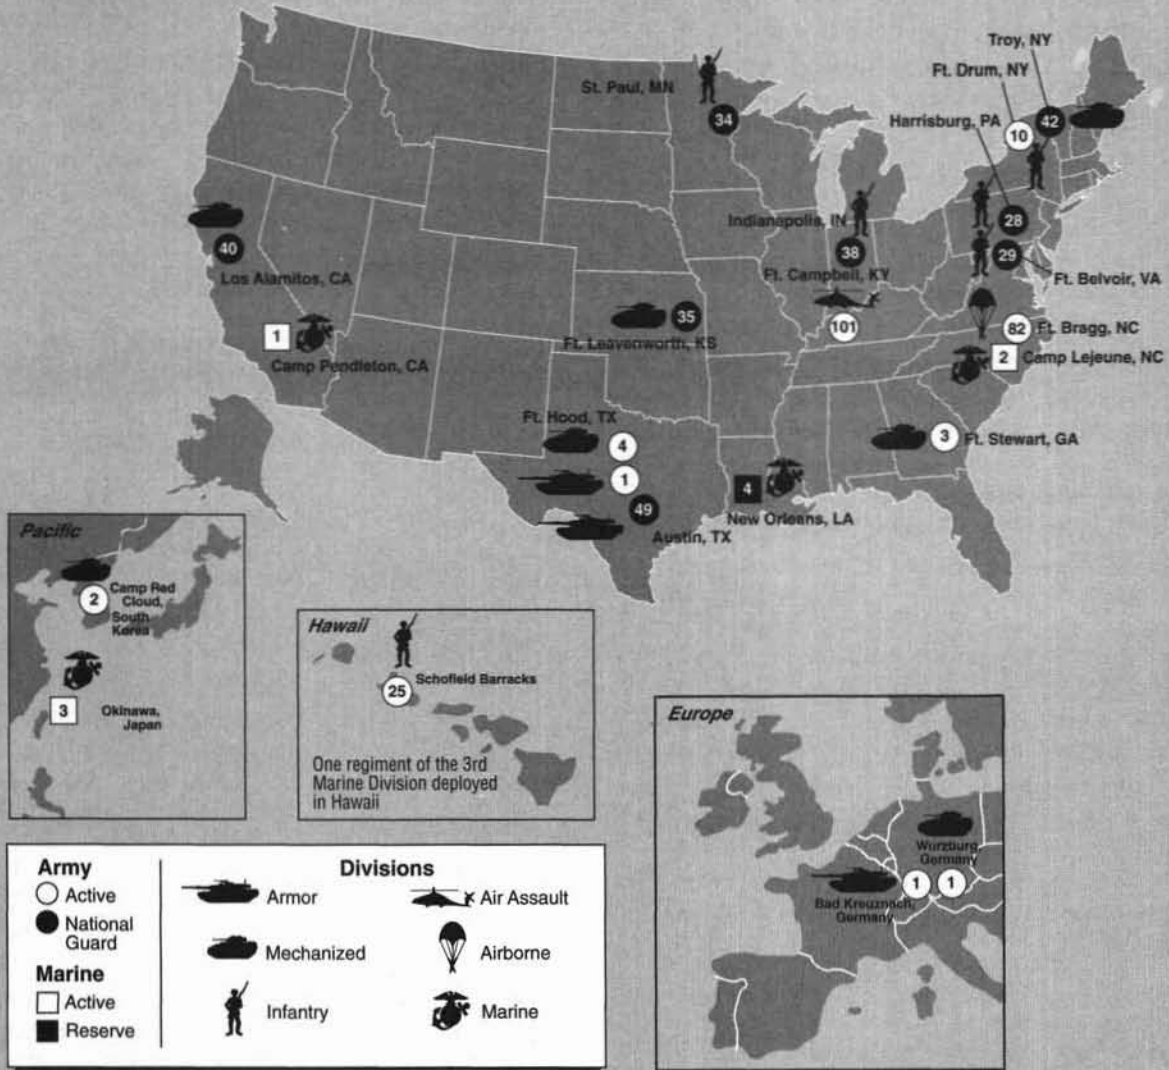 Troy, NY
Ft. Drum, NY
St. Paul, MN
34
Harrisburg, PA
10
42
Indianapolis, IN
28
38
29
Ft. Belvoir, VA
40
Los Alamitos, CA
Ft. Campbell, KY
101
35
Ft. Leavenworth, KS
82
Ft. Bragg, NC
1
Camp Pendleton, CA
2
Camp Lejeune, NC
Ft. Hood, TX
4
3
Ft. Stewart, GA
1
4
New Orleans, LA
49
Austin, TX
Pacific
2
Camp Red
Cloud,
South
Korea
3
Okinawa,
Japan
Hawaii
Schofield Barracks
25
One regiment of the 3rd
Marine Division deployed
in Hawaii
Europe
Wurzburg,
Germany
1
1
Bad Kreuznach,
Germany
Army
Active
National
Guard
Marine
Active
Reserve
Divisions
Armor
Air Assault
Mechanized
Airborne
Infantry
Marine